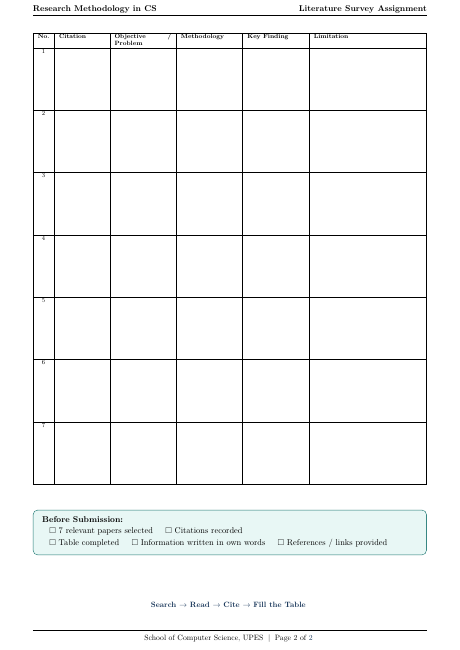 Research Methodology in CS Literature Survey Assignment
No. Citation Objective / Problem Methodology Key Finding Limitation
1
2
3
4
5
6
7
Before Submission:
☐ 7 relevant papers selected ☐ Citations recorded
☐ Table completed ☐ Information written in own words ☐ References / links provided
Search → Read → Cite → Fill the Table
School of Computer Science, UPES | Page 2 of 2